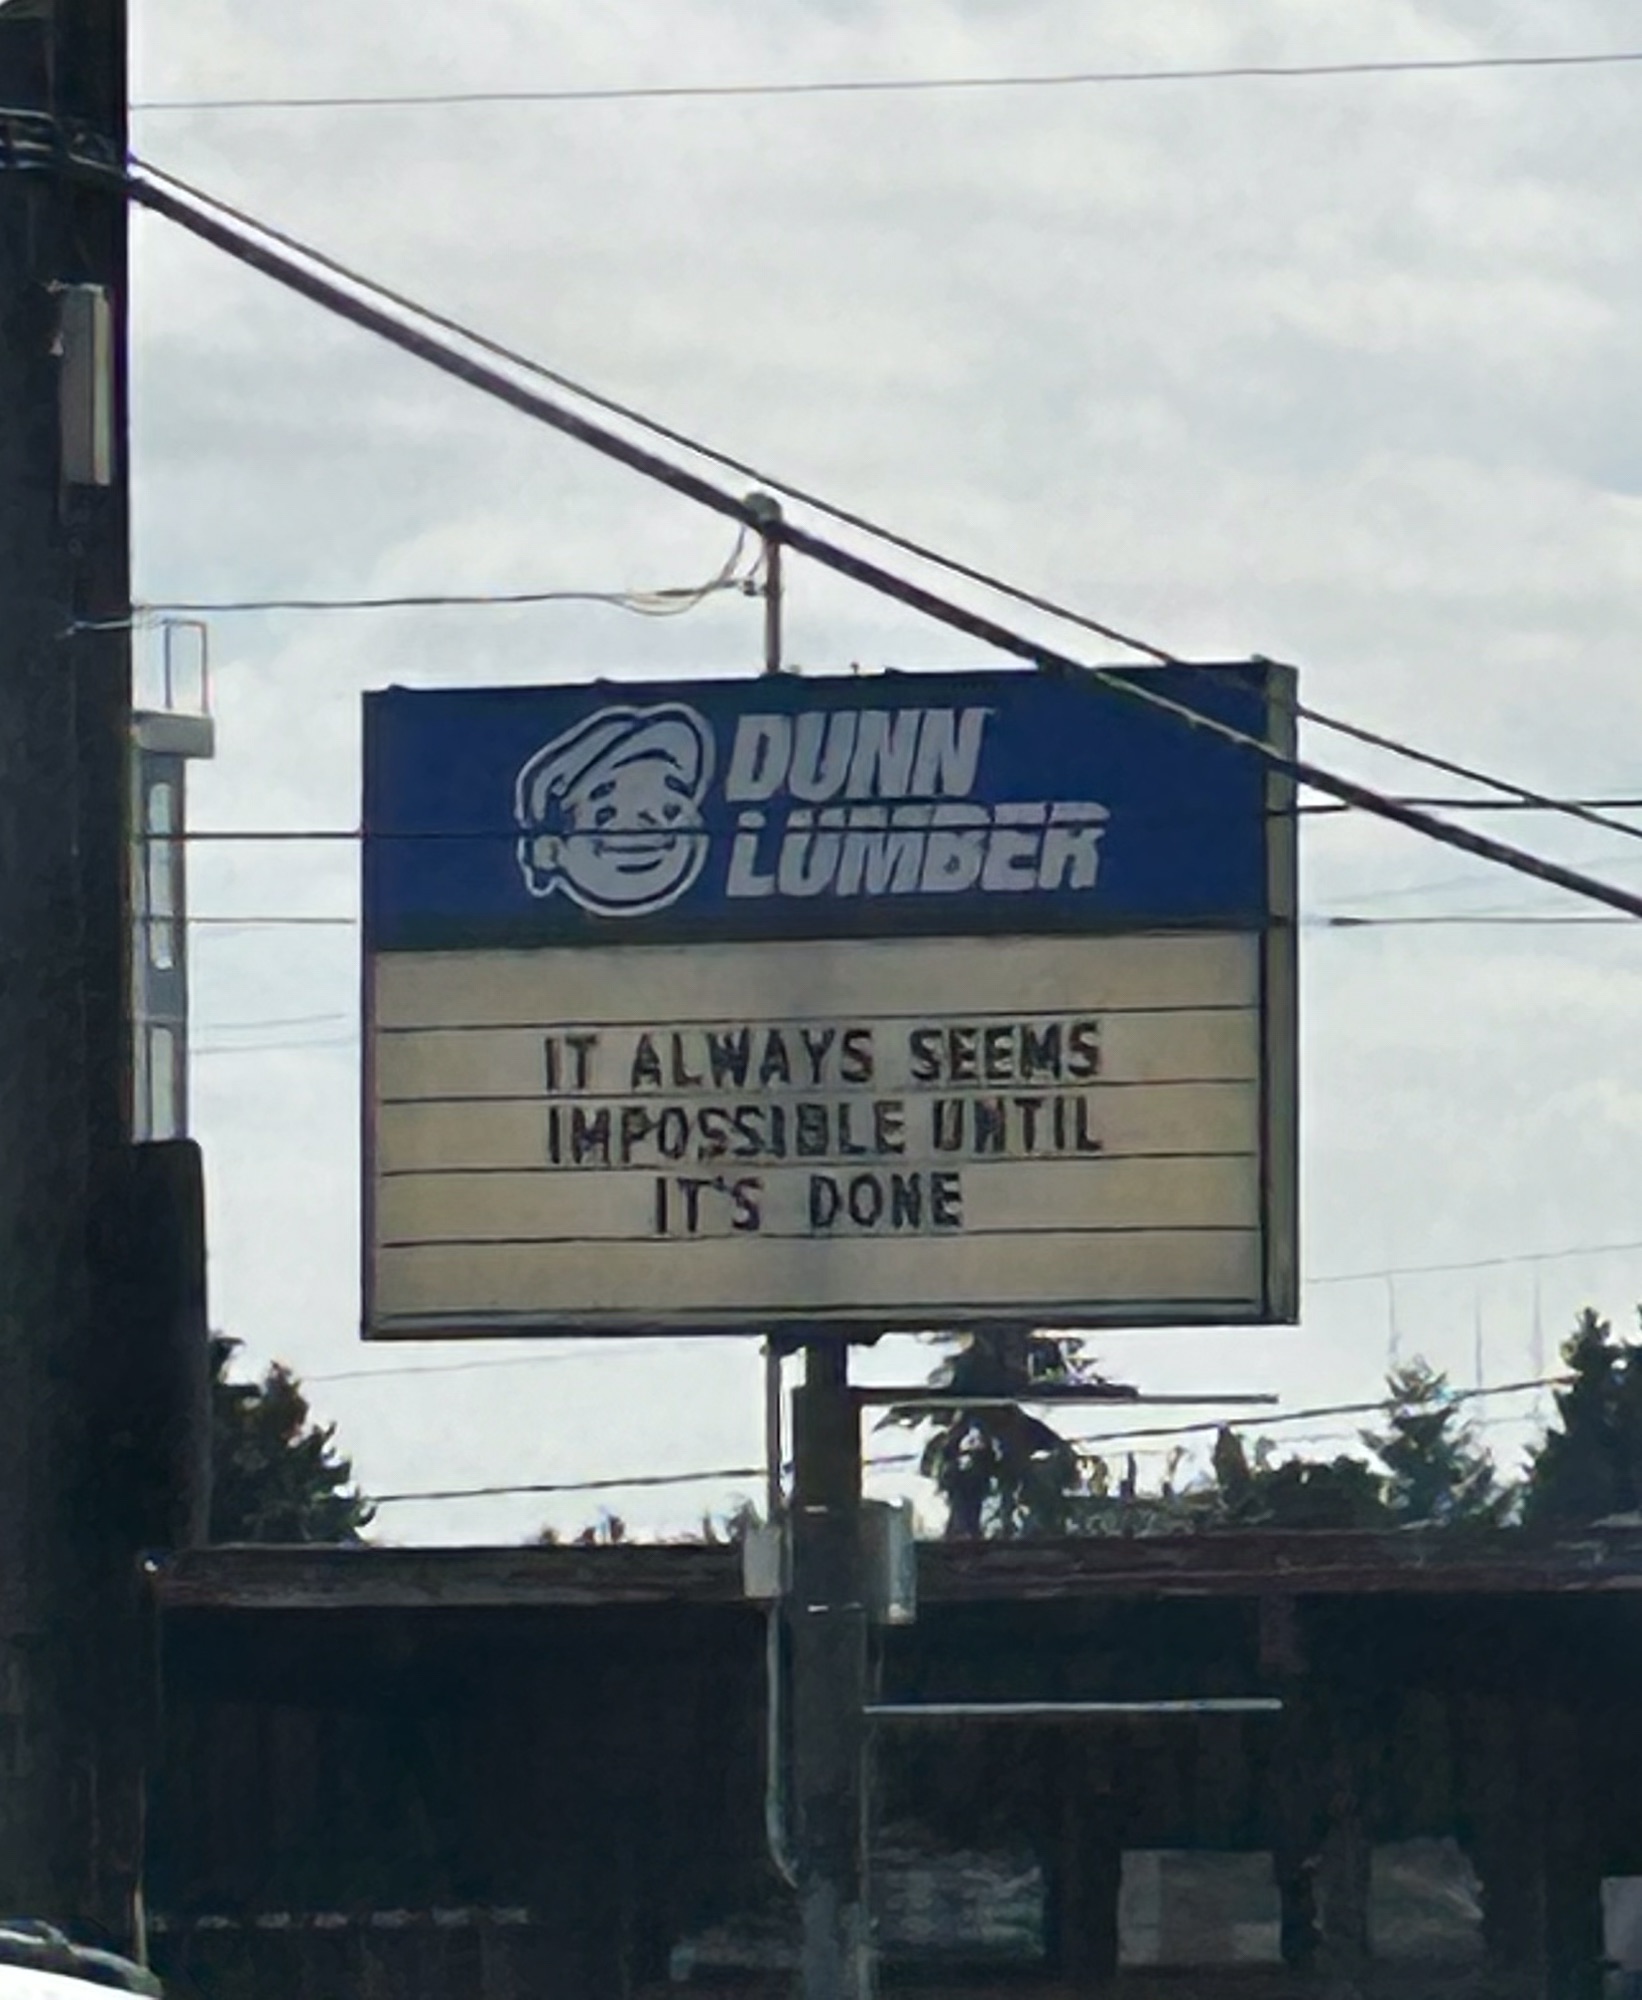 DUNN
LUMBER
IT ALWAYS SEEMS
IMPOSSIBLE UNTIL
IT'S DONE